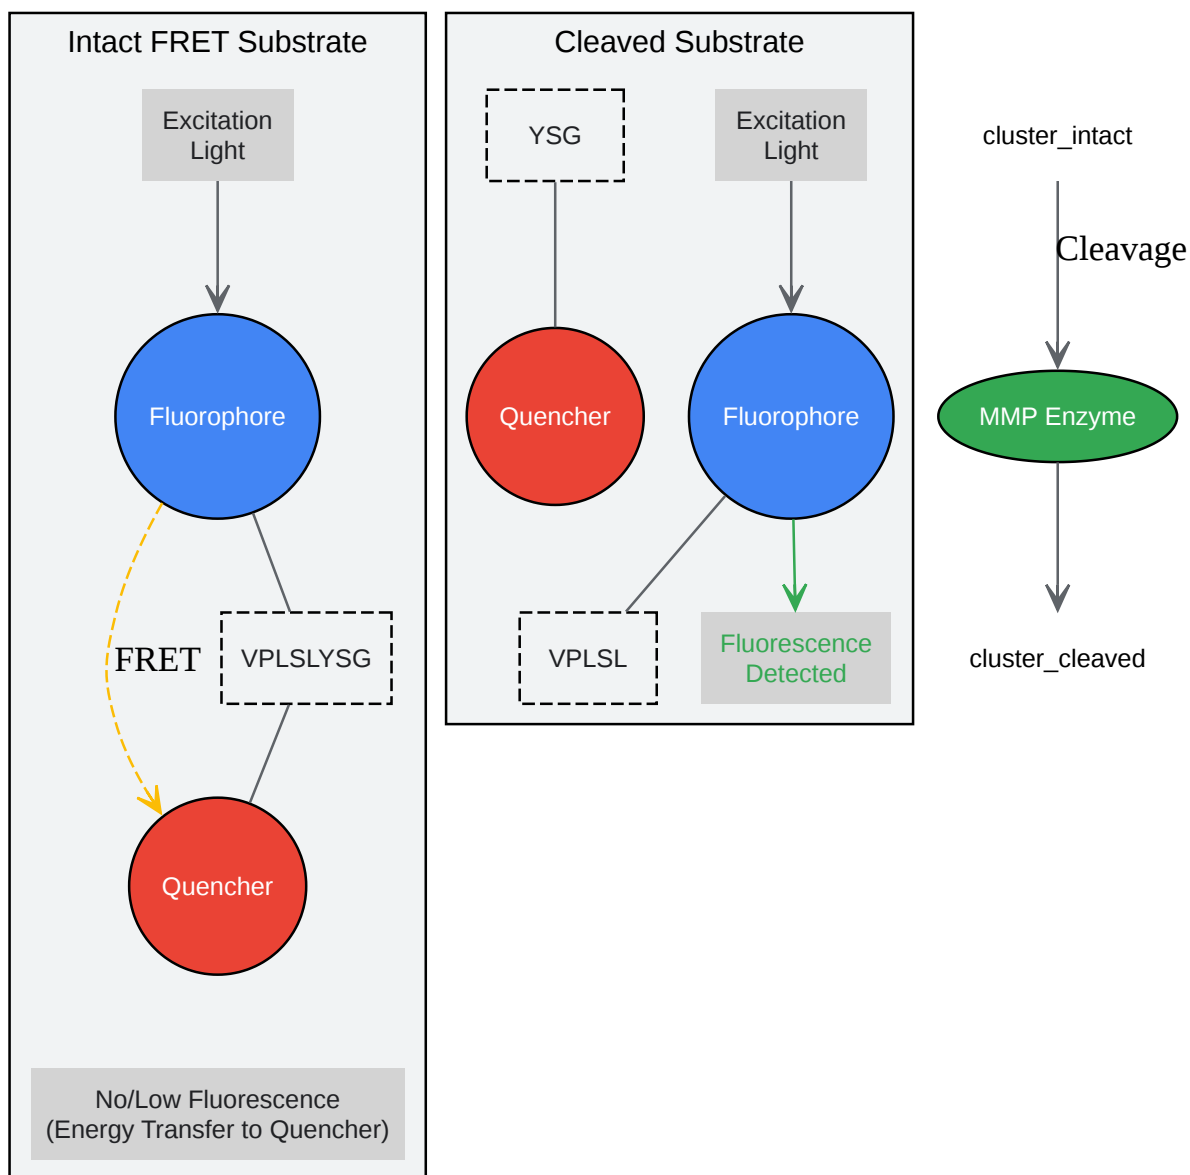 Intact FRET Substrate
Excitation
Light
Fluorophore
FRET
VPLSLYSG
Quencher
No/Low Fluorescence
(Energy Transfer to Quencher)
Cleaved Substrate
YSG
Excitation
Light
Quencher
Fluorophore
VPLSL
Fluorescence
Detected
cluster_intact
Cleavage
MMP Enzyme
cluster_cleaved